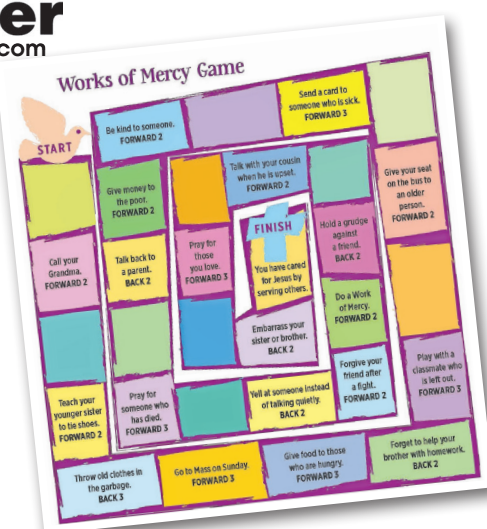 er
com
Works of Mercy Game
START
Be kind to someone.
FORWARD 2
Send a card to
someone who is sick.
FORWARD 3
Give money to
the poor.
FORWARD 2
Talk with your cousin
when he is upset.
FORWARD 2
Give your seat
on the bus to
an older
person.
FORWARD 2
Call your
Grandma.
FORWARD 2
Talk back to
a parent.
BACK 2
Pray for
those
you love.
FORWARD 3
FINISH
You have cared
for Jesus by
serving others.
Hold a grudge
against
a friend.
BACK 2
Do a Work
of Mercy.
FORWARD 2
Embarrass your
sister or brother.
BACK 2
Teach your
younger sister
to tie shoes.
FORWARD 2
Pray for
someone who
has died.
FORWARD 3
Yell at someone instead
of talking quietly.
BACK 2
Forgive your
friend after
a fight.
FORWARD 2
Play with a
classmate who
is left out.
FORWARD 3
Throw old clothes in
the garbage.
BACK 3
Go to Mass on Sunday.
FORWARD 3
Give food to those
who are hungry.
FORWARD 3
Forget to help your
brother with homework.
BACK 2